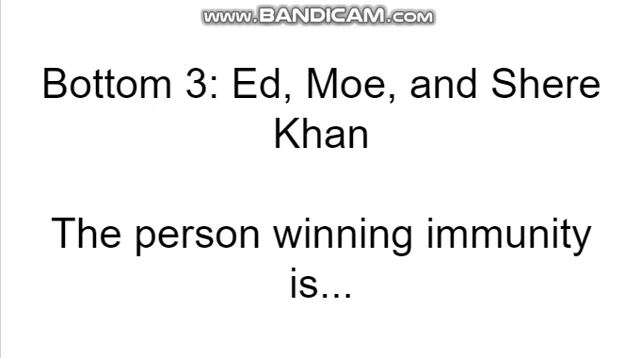 www.BANDICAM.com
Bottom 3: Ed, Moe, and Shere
Khan
The person winning immunity
is...